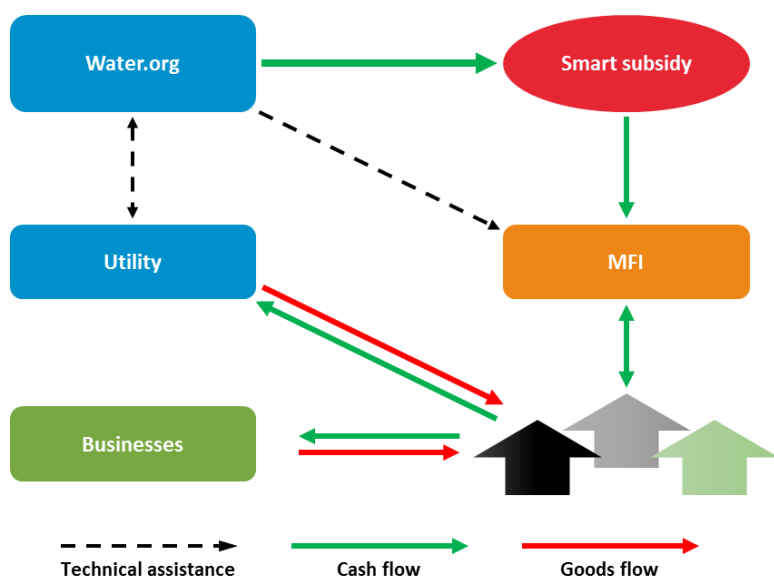 Water.org
Smart subsidy
Utility
MFI
Businesses
Technical assistance
Cash flow
Goods flow